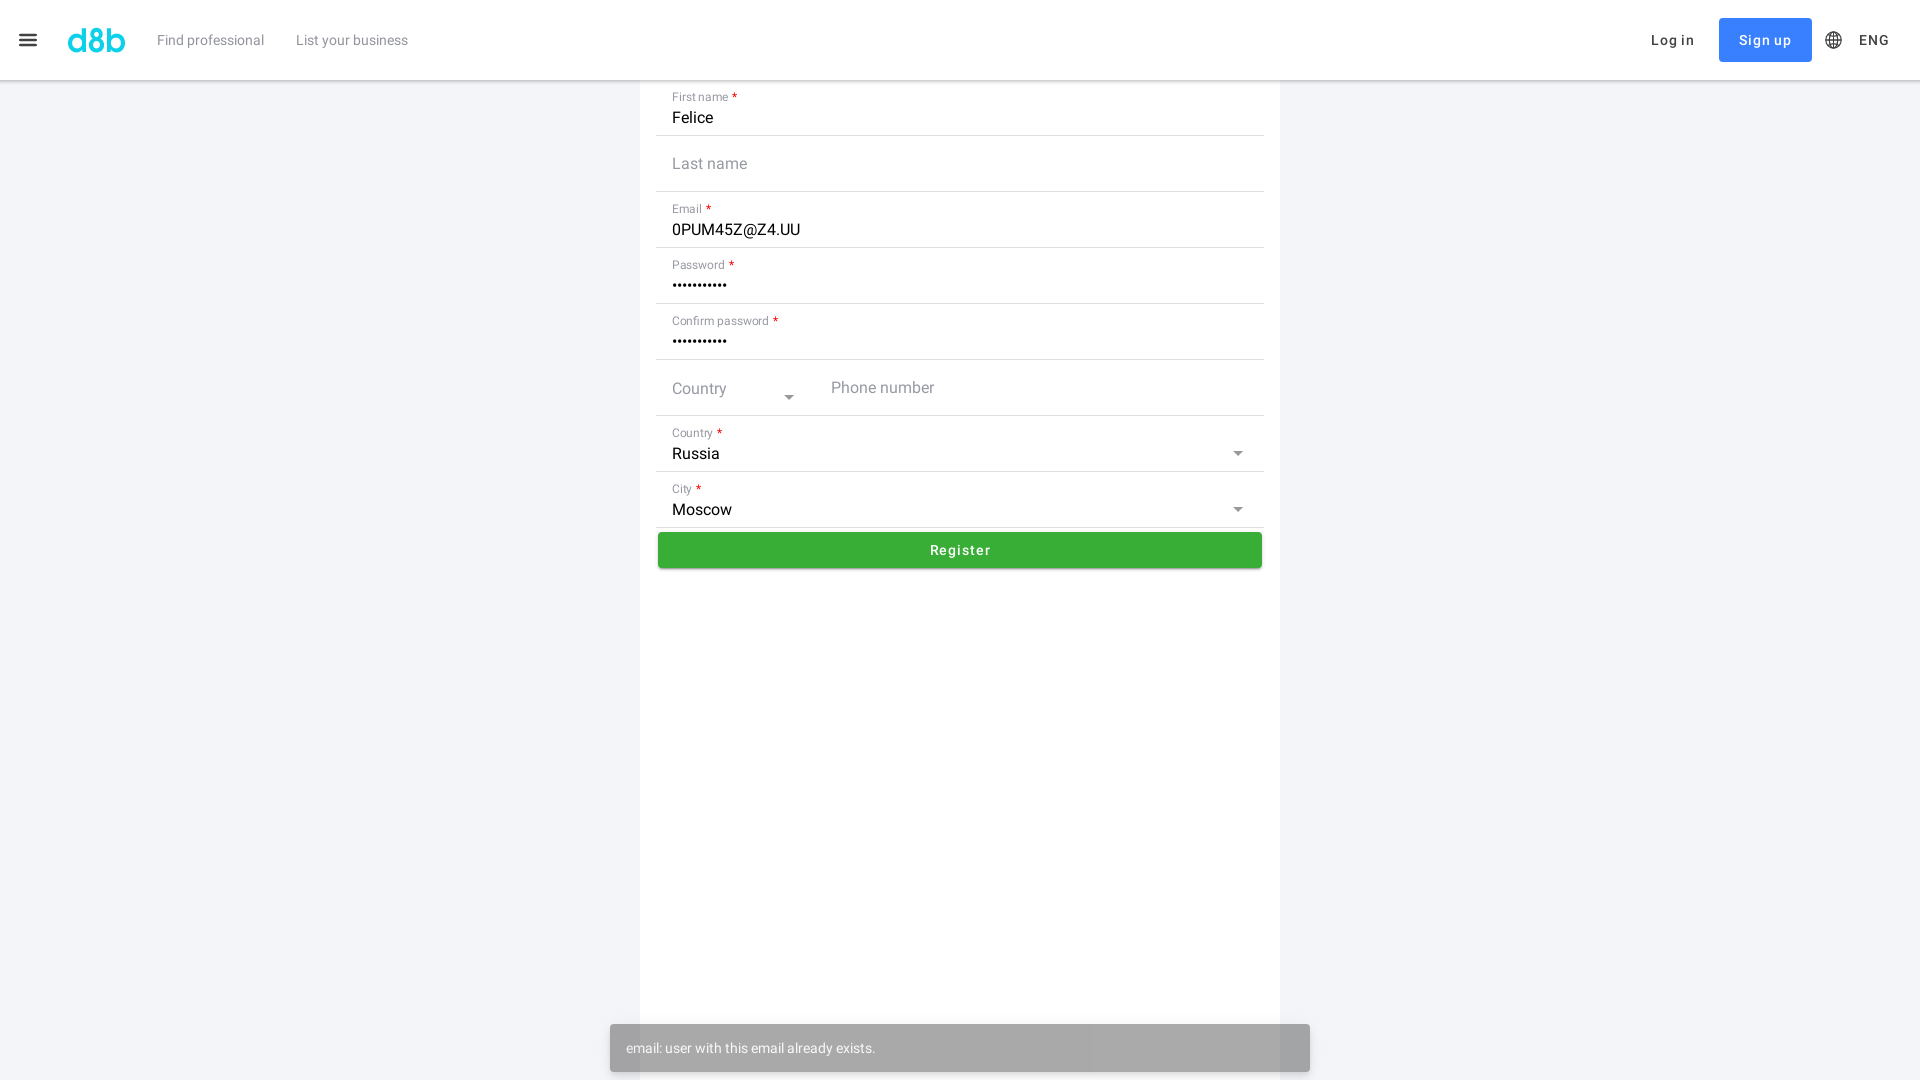 d8b
Find professional
List your business
Log in
Sign up
ENG
First name *
Felice
Last name
Email *
0PUM45Z@Z4.UU
Password *
•••••••••••
Confirm password *
•••••••••••
Country
Phone number
Country *
Russia
City *
Moscow
Register
email: user with this email already exists.